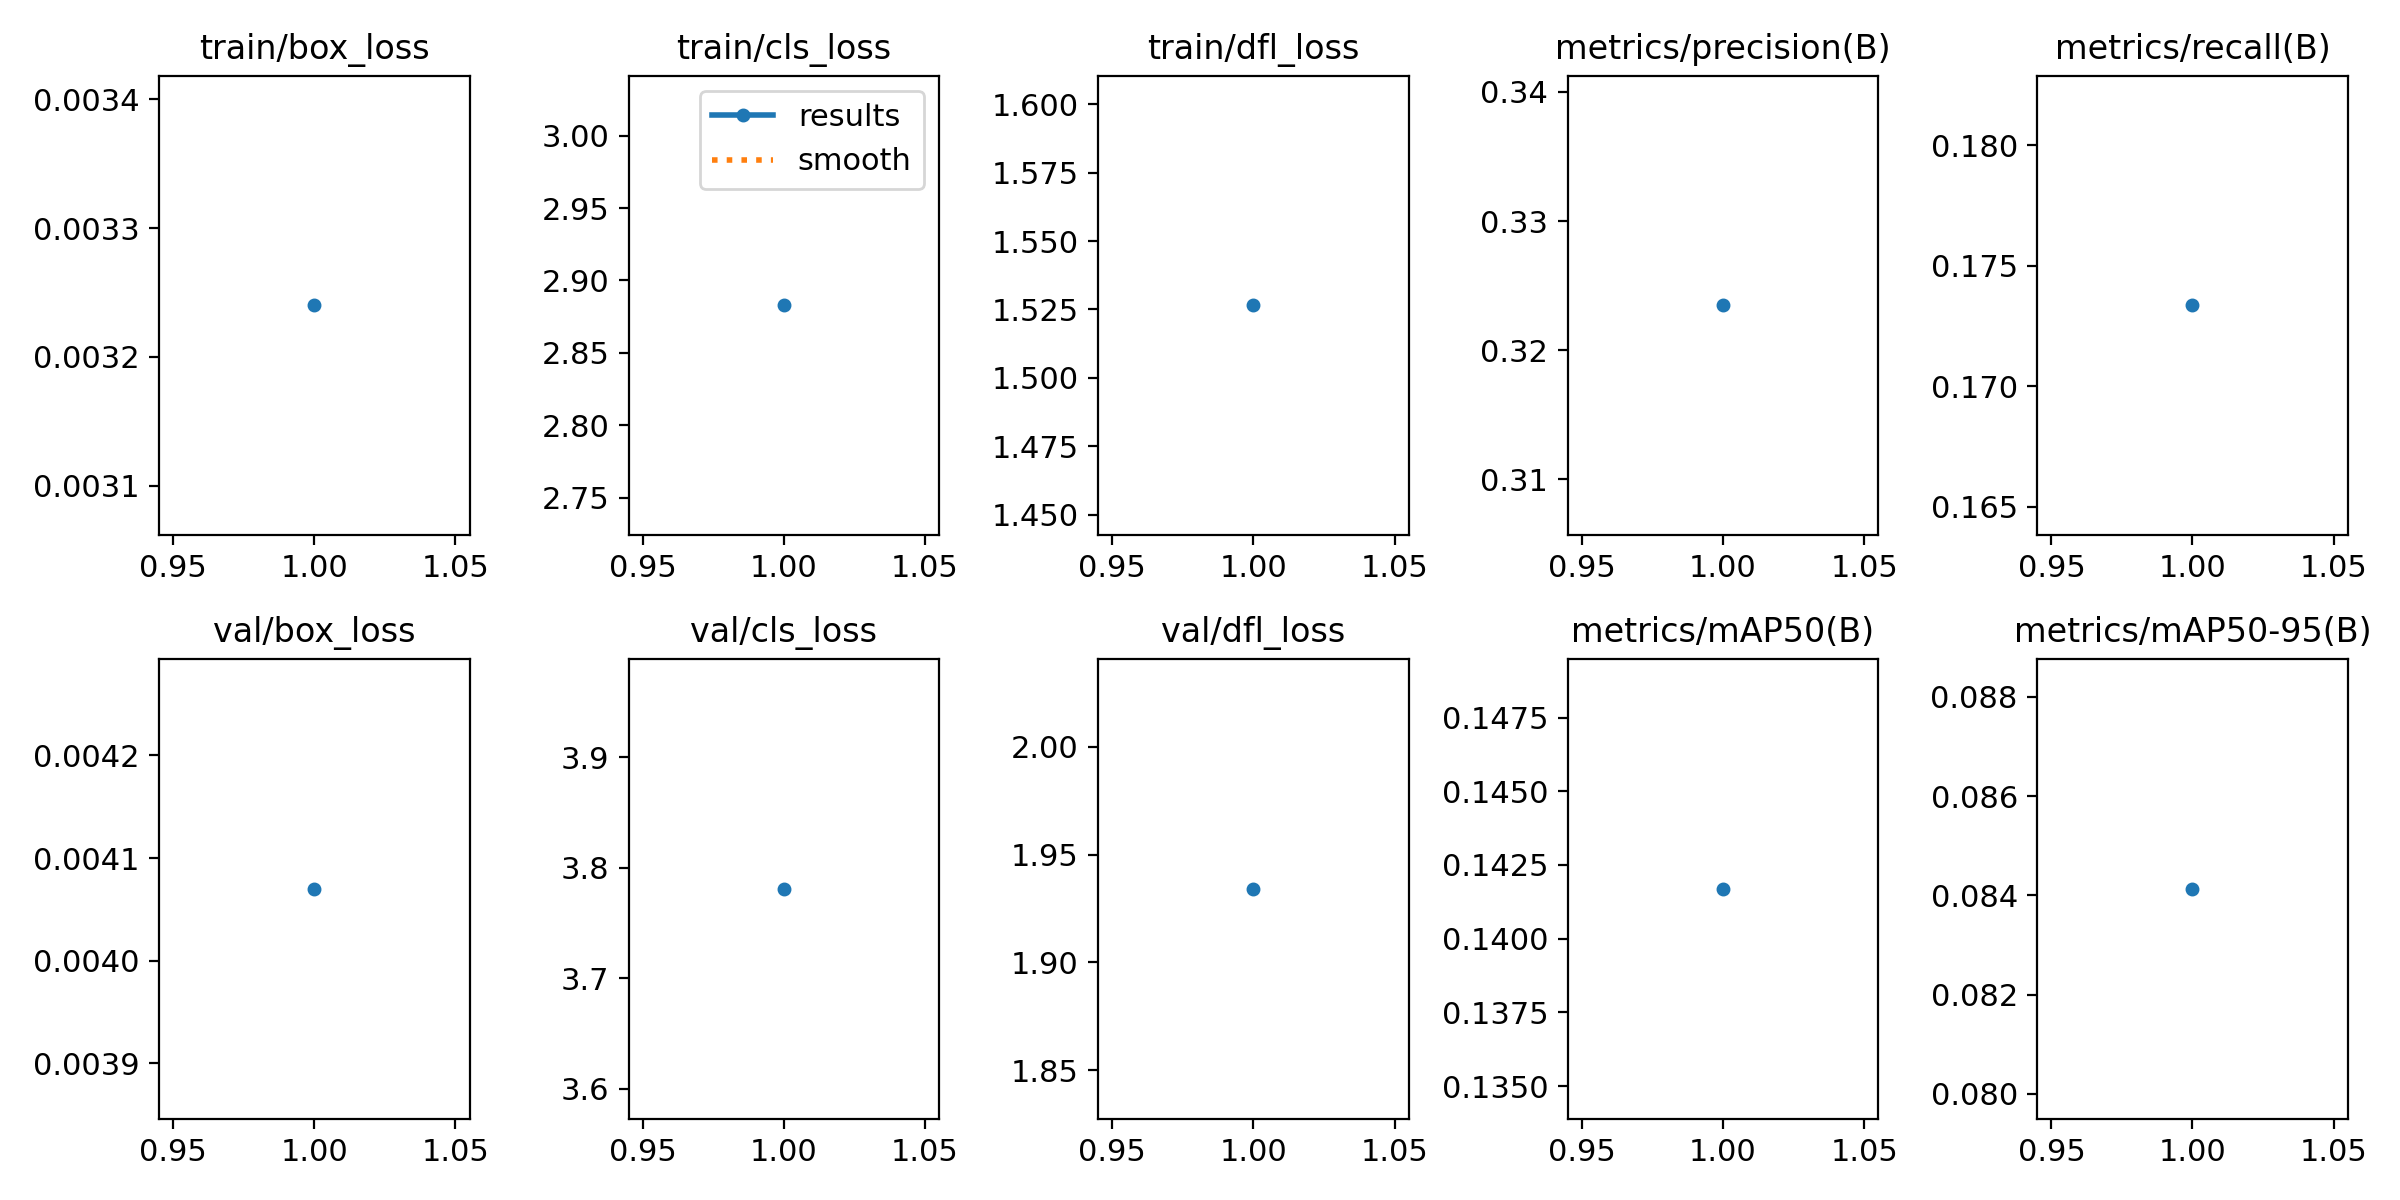 train/box_loss
0.0034
0.0033
0.0032
0.0031
0.95 1.00 1.05
train/cls_loss
results
smooth
3.00
2.95
2.90
2.85
2.80
2.75
0.95 1.00 1.05
train/dfl_loss
1.600
1.575
1.550
1.525
1.500
1.475
1.450
0.95 1.00 1.05
metrics/precision(B)
0.34
0.33
0.32
0.31
0.95 1.00 1.05
metrics/recall(B)
0.180
0.175
0.170
0.165
0.95 1.00 1.05
val/box_loss
0.0042
0.0041
0.0040
0.0039
0.95 1.00 1.05
val/cls_loss
3.9
3.8
3.7
3.6
0.95 1.00 1.05
val/dfl_loss
2.00
1.95
1.90
1.85
0.95 1.00 1.05
metrics/mAP50(B)
0.1475
0.1450
0.1425
0.1400
0.1375
0.1350
0.95 1.00 1.05
metrics/mAP50-95(B)
0.088
0.086
0.084
0.082
0.080
0.95 1.00 1.05